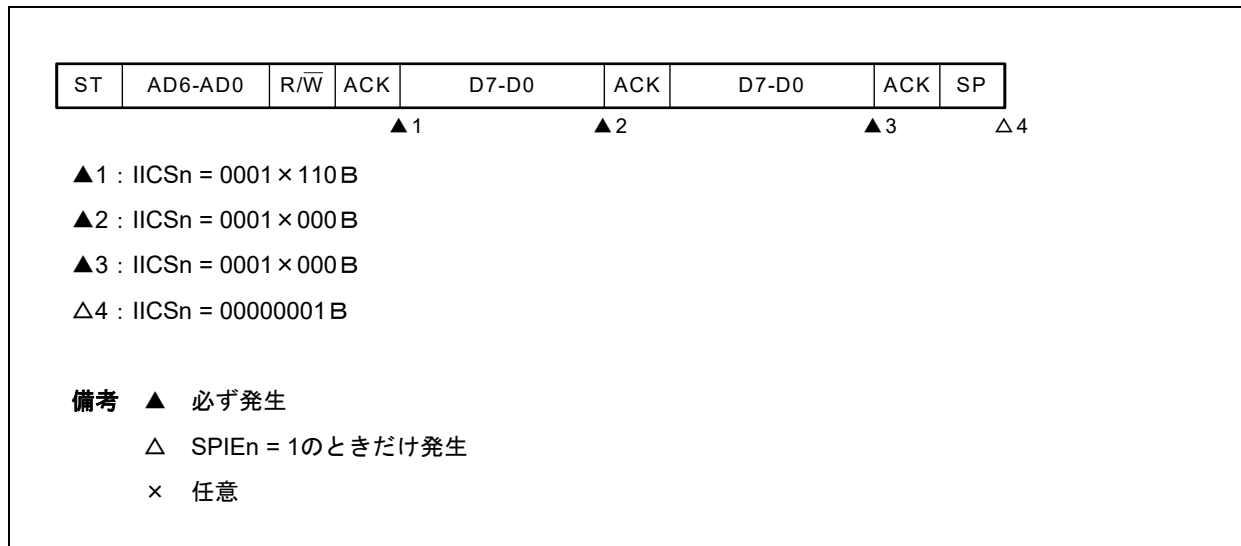 ST AD6-AD0 R/W̅ ACK D7-D0 ACK D7-D0 ACK SP
▲1 ▲2 ▲3 △4
▲1：IICSn = 0001×110B
▲2：IICSn = 0001×000B
▲3：IICSn = 0001×000B
△4：IICSn = 00000001B
備考 ▲ 必ず発生
△ SPIEn = 1のときだけ発生
× 任意